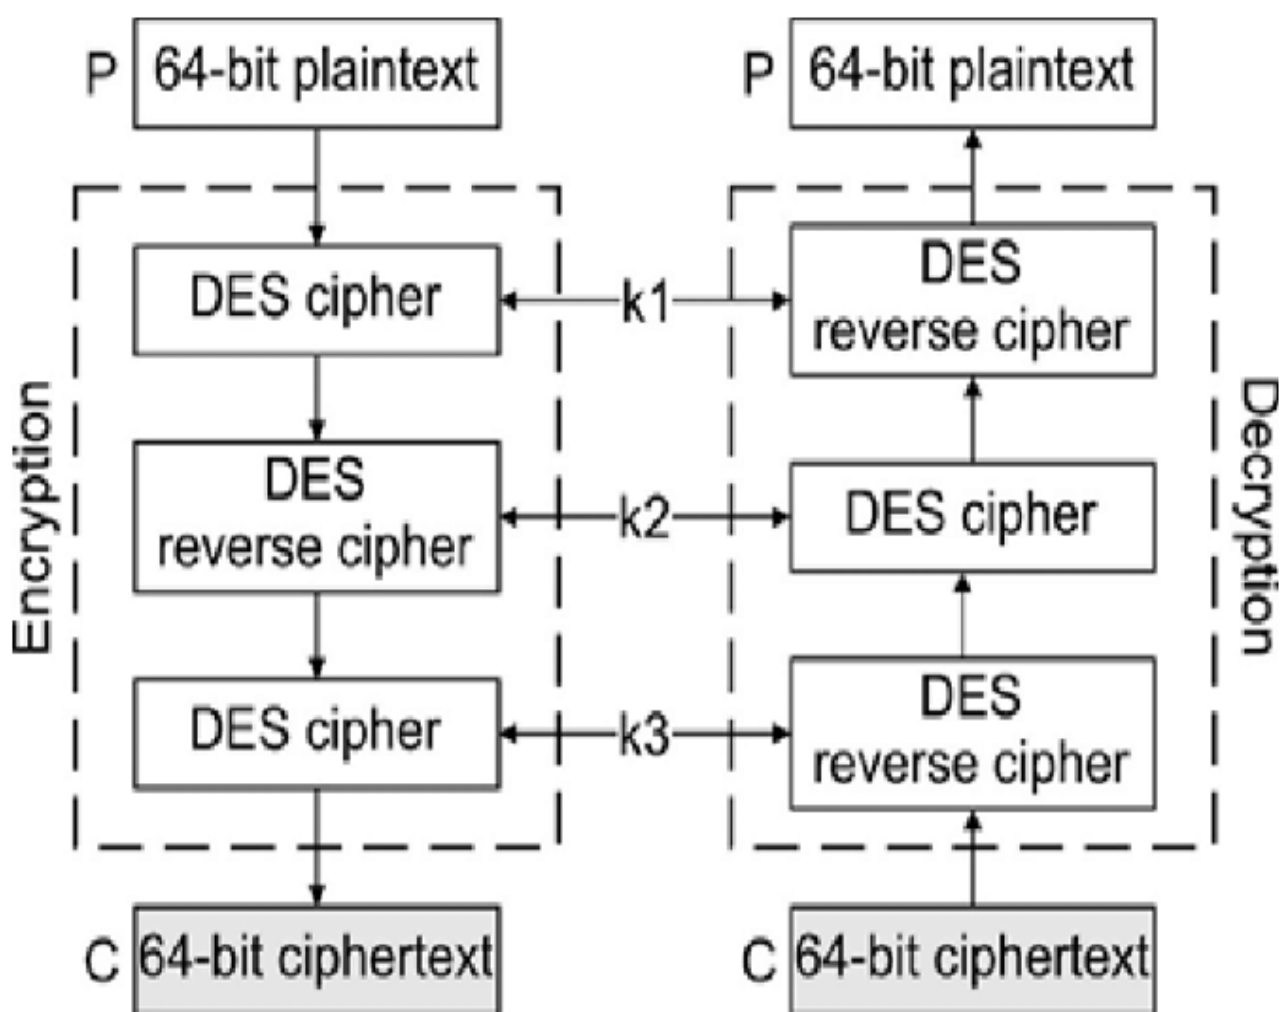 P
64-bit plaintext
P
64-bit plaintext
DES cipher
k1
DES
reverse cipher
Encryption
DES
reverse cipher
k2
DES cipher
Decryption
DES cipher
k3
DES
reverse cipher
C
64-bit ciphertext
C
64-bit ciphertext